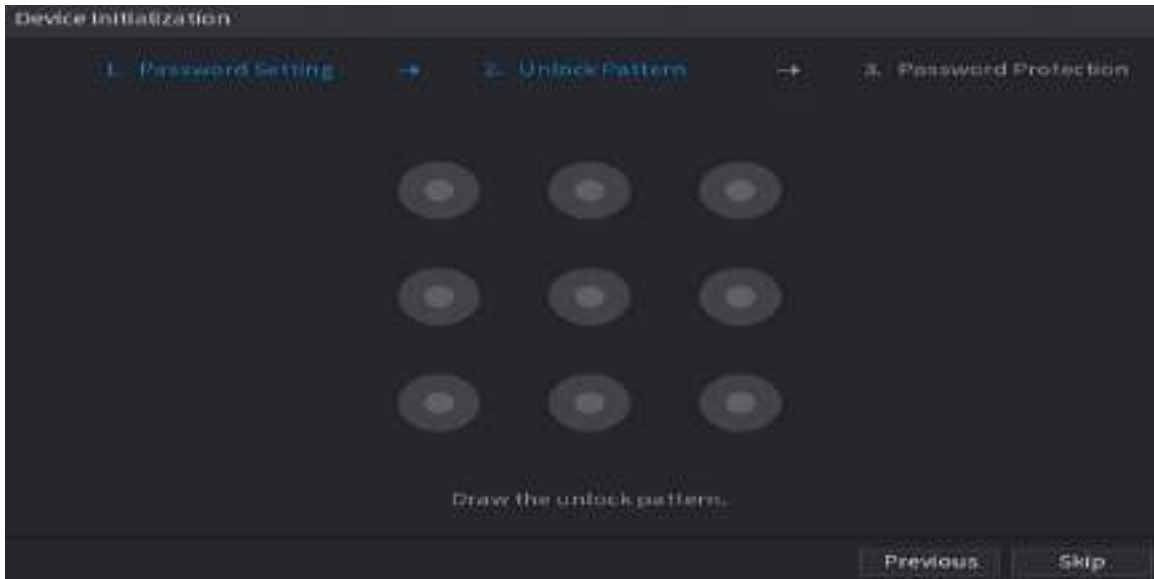 Device Initialization
1. Password Setting → 2. Unlock Pattern → 3. Password Protection
Draw the unlock pattern.
Previous Skip